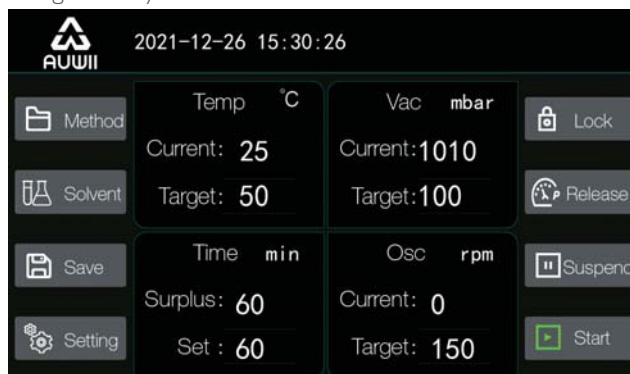 AUWII
2021-12-26 15:30:26
Method
Solvent
Save
Setting
Temp °C
Current: 25
Target: 50
Vac mbar
Current:1010
Target:100
Time min
Surplus: 60
Set : 60
Osc rpm
Current: 0
Target: 150
Lock
P Release
Suspend
Start